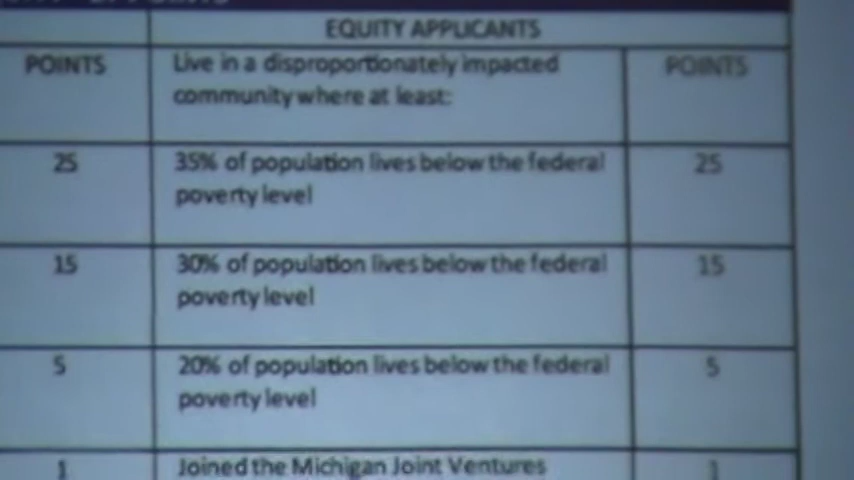 EQUITY APPLICANTS
POINTS Live in a disproportionately impacted POINTS
community where at least:
25 35% of population lives below the federal 25
poverty level
15 30% of population lives below the federal 15
poverty level
5 20% of population lives below the federal 5
poverty level
1 Joined the Michigan Joint Ventures 1